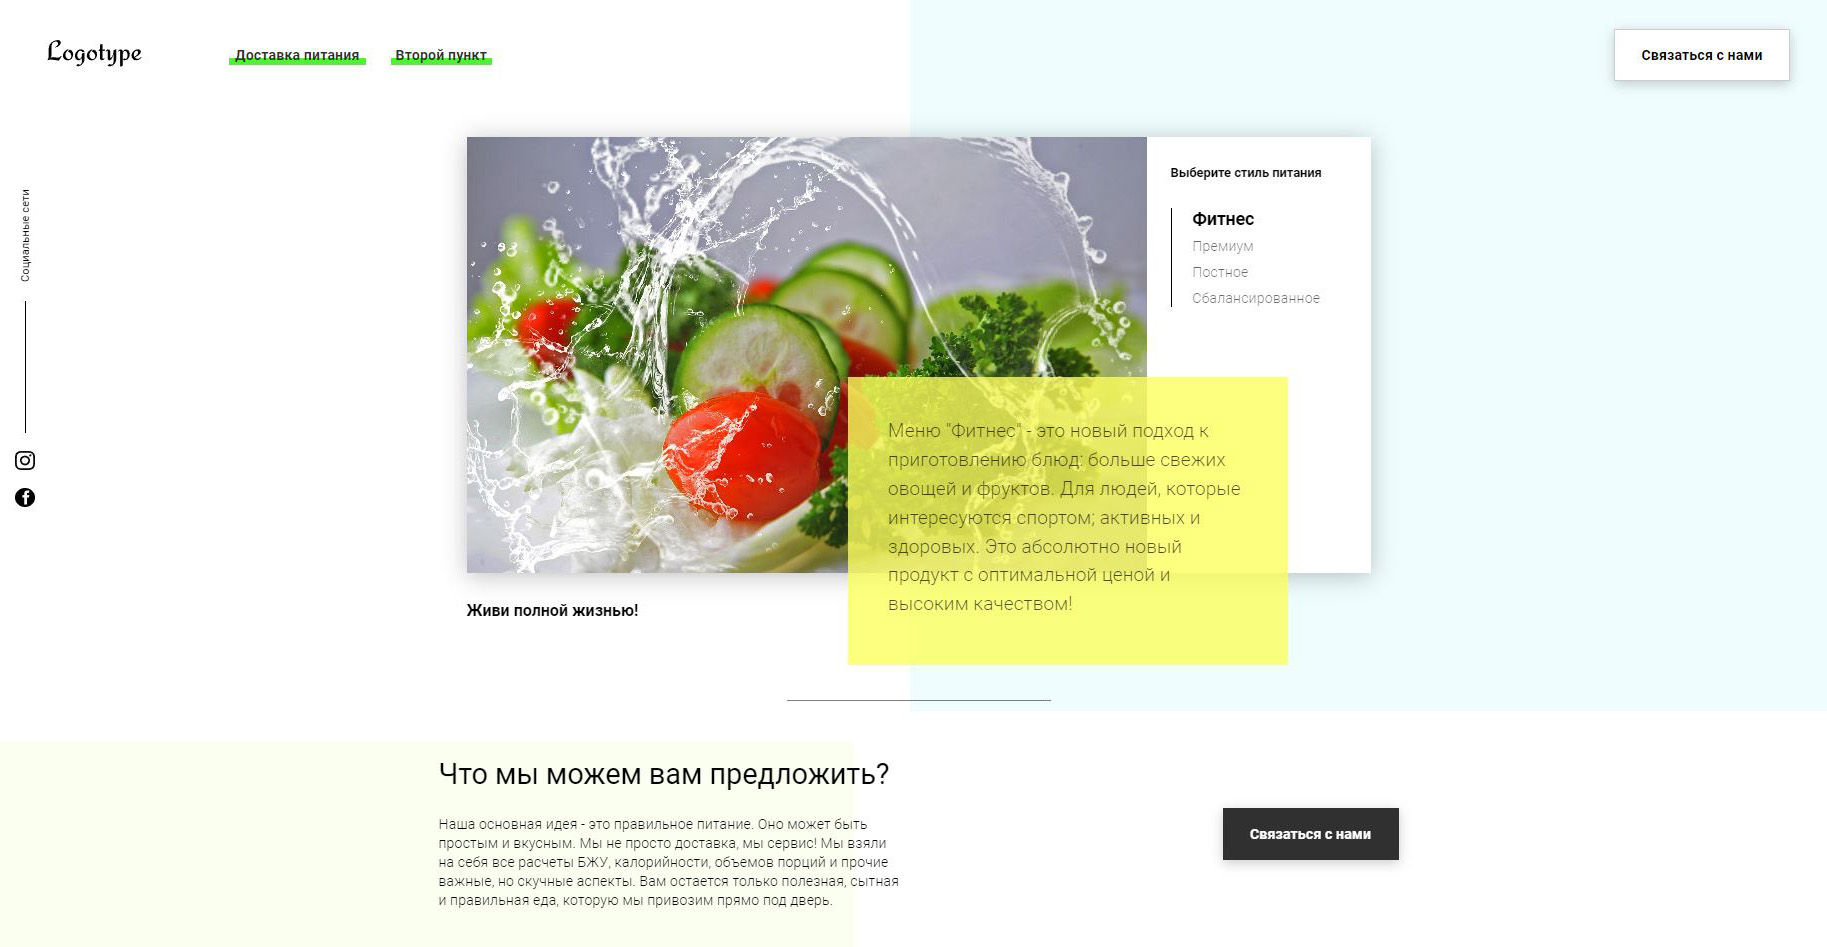 Logotype
Доставка питания
Второй пункт
Связаться с нами
Социальные сети
Выберите стиль питания
Фитнес
Премиум
Постное
Сбалансированное
Меню "Фитнес" - это новый подход к
приготовлению блюд: больше свежих
овощей и фруктов. Для людей, которые
интересуются спортом; активных и
здоровых. Это абсолютно новый
продукт с оптимальной ценой и
высоким качеством!
Живи полной жизнью!
Что мы можем вам предложить?
Наша основная идея - это правильное питание. Оно может быть
простым и вкусным. Мы не просто доставка, мы сервис! Мы взяли
на себя все расчеты БЖУ, калорийности, объемов порций и прочие
важные, но скучные аспекты. Вам остается только полезная, сытная
и правильная еда, которую мы привозим прямо под дверь.
Связаться с нами